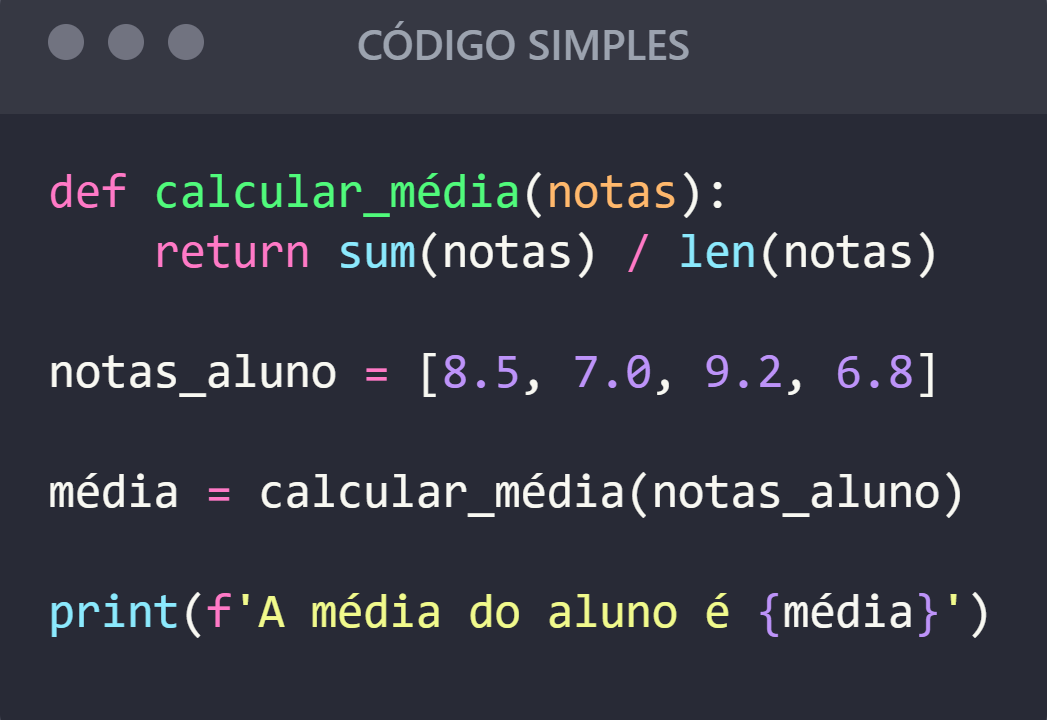 CÓDIGO SIMPLES
def calcular_média(notas):
    return sum(notas) / len(notas)
notas_aluno = [8.5, 7.0, 9.2, 6.8]
média = calcular_média(notas_aluno)
print(f'A média do aluno é {média}')